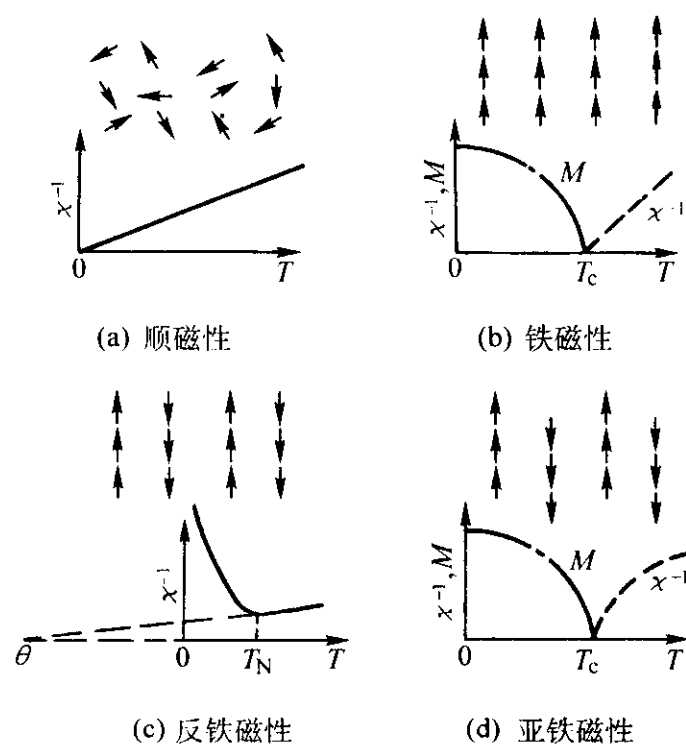 χ⁻¹
0
T
(a) 顺磁性
χ⁻¹, M
M
χ⁻¹
0
T_c
T
(b) 铁磁性
χ⁻¹
θ
0
T_N
T
(c) 反铁磁性
χ⁻¹, M
M
χ⁻¹
0
T_c
T
(d) 亚铁磁性